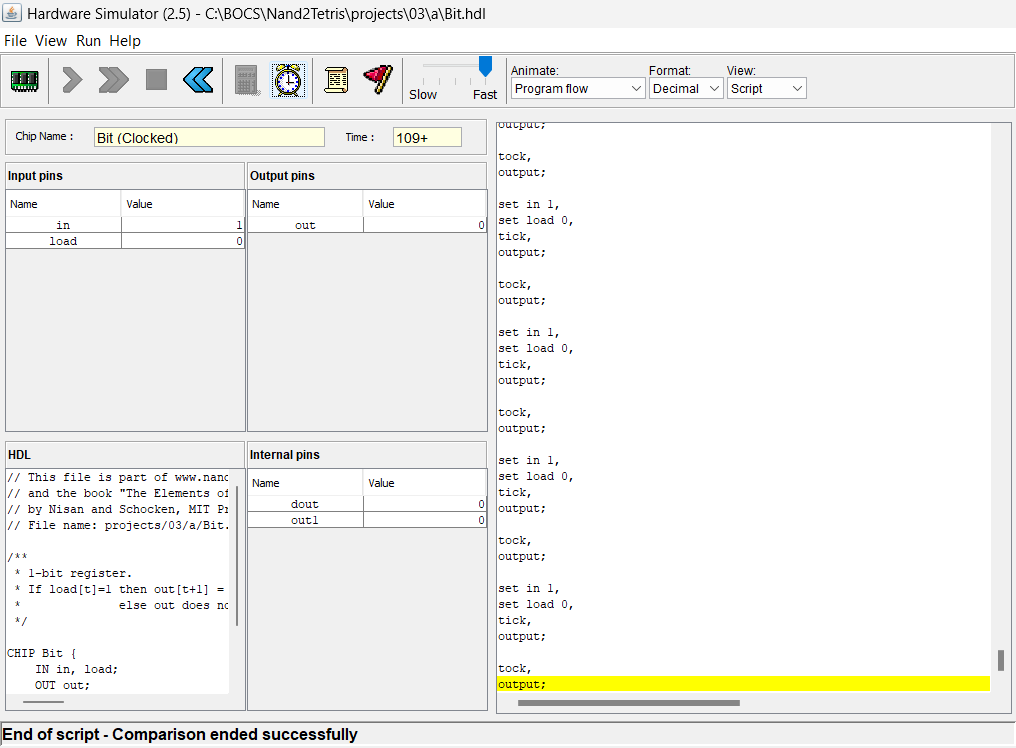 Hardware Simulator (2.5) - C:\BOCS\Nand2Tetris\projects\03\a\Bit.hdl
File View Run Help
Slow Fast
Animate: Format: View:
Program flow Decimal Script
Chip Name : Bit (Clocked) Time : 109+
Input pins
Name Value
in 1
load 0
Output pins
Name Value
out 0
HDL
// This file is part of www.nand
// and the book "The Elements of
// by Nisan and Schocken, MIT Pr
// File name: projects/03/a/Bit.
/**
* 1-bit register.
* If load[t]=1 then out[t+1] =
* else out does no
*/
CHIP Bit {
IN in, load;
OUT out;
Internal pins
Name Value
dout 0
out1 0
output;
tock,
output;
set in 1,
set load 0,
tick,
output;
tock,
output;
set in 1,
set load 0,
tick,
output;
tock,
output;
set in 1,
set load 0,
tick,
output;
tock,
output;
set in 1,
set load 0,
tick,
output;
tock,
output;
End of script - Comparison ended successfully